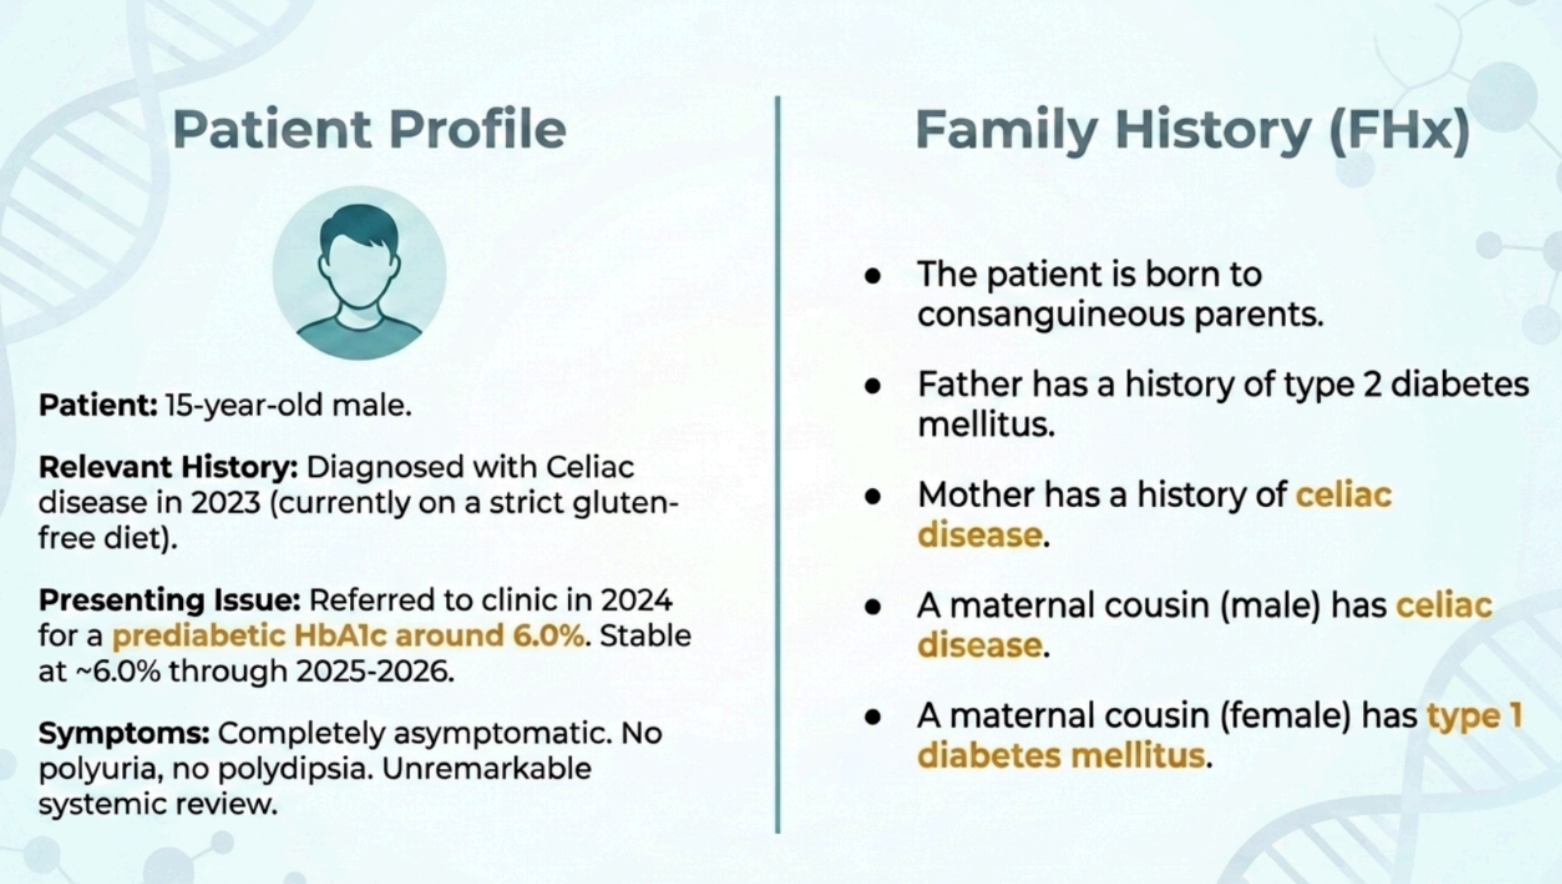 Patient Profile
Patient: 15-year-old male.
Relevant History: Diagnosed with Celiac
disease in 2023 (currently on a strict gluten-
free diet).
Presenting Issue: Referred to clinic in 2024
for a prediabetic HbA1c around 6.0%. Stable
at ~6.0% through 2025-2026.
Symptoms: Completely asymptomatic. No
polyuria, no polydipsia. Unremarkable
systemic review.
Family History (FHx)
● The patient is born to
consanguineous parents.
● Father has a history of type 2 diabetes
mellitus.
● Mother has a history of celiac
disease.
● A maternal cousin (male) has celiac
disease.
● A maternal cousin (female) has type 1
diabetes mellitus.